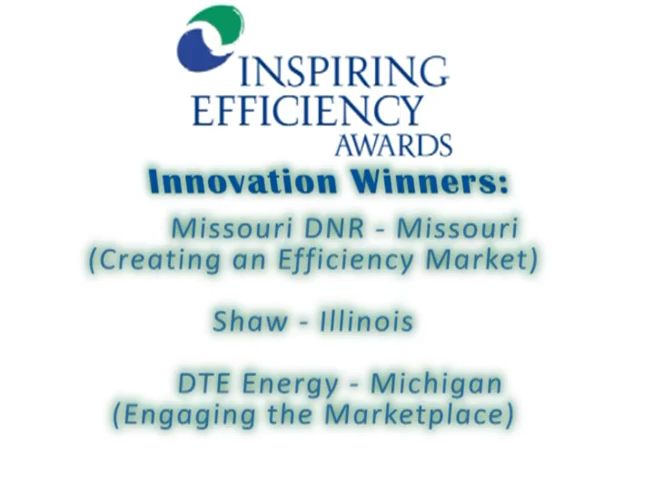 INSPIRING
EFFICIENCY
AWARDS
Innovation Winners:
Missouri DNR - Missouri
(Creating an Efficiency Market)
Shaw - Illinois
DTE Energy - Michigan
(Engaging the Marketplace)